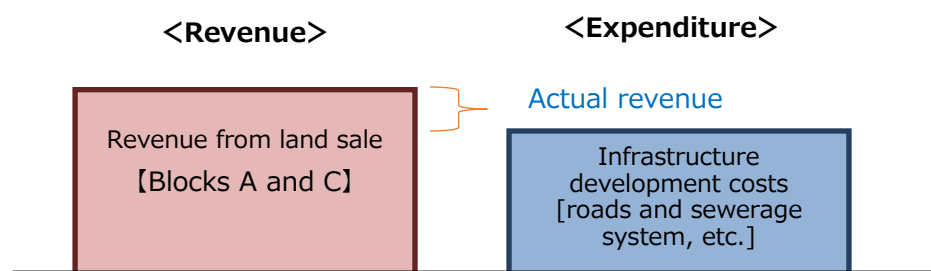 ＜Revenue＞
＜Expenditure＞
Actual revenue
Revenue from land sale
【Blocks A and C】
Infrastructure
development costs
[roads and sewerage
system, etc.]